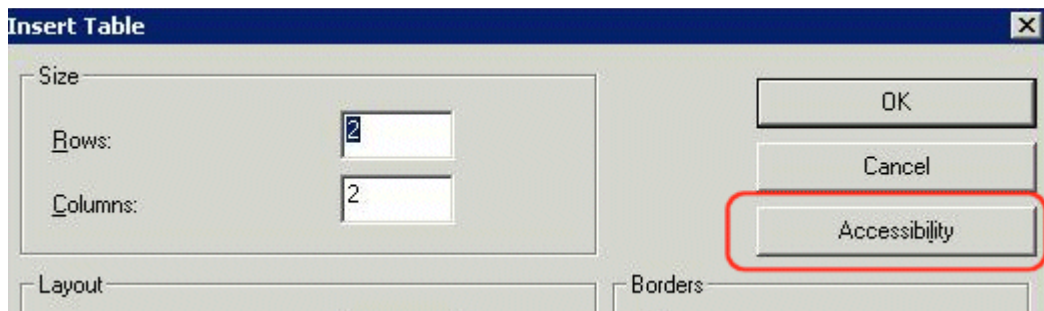 Insert Table
Size
OK
Rows: 2
Cancel
Columns: 2
Accessibility
Layout
Borders